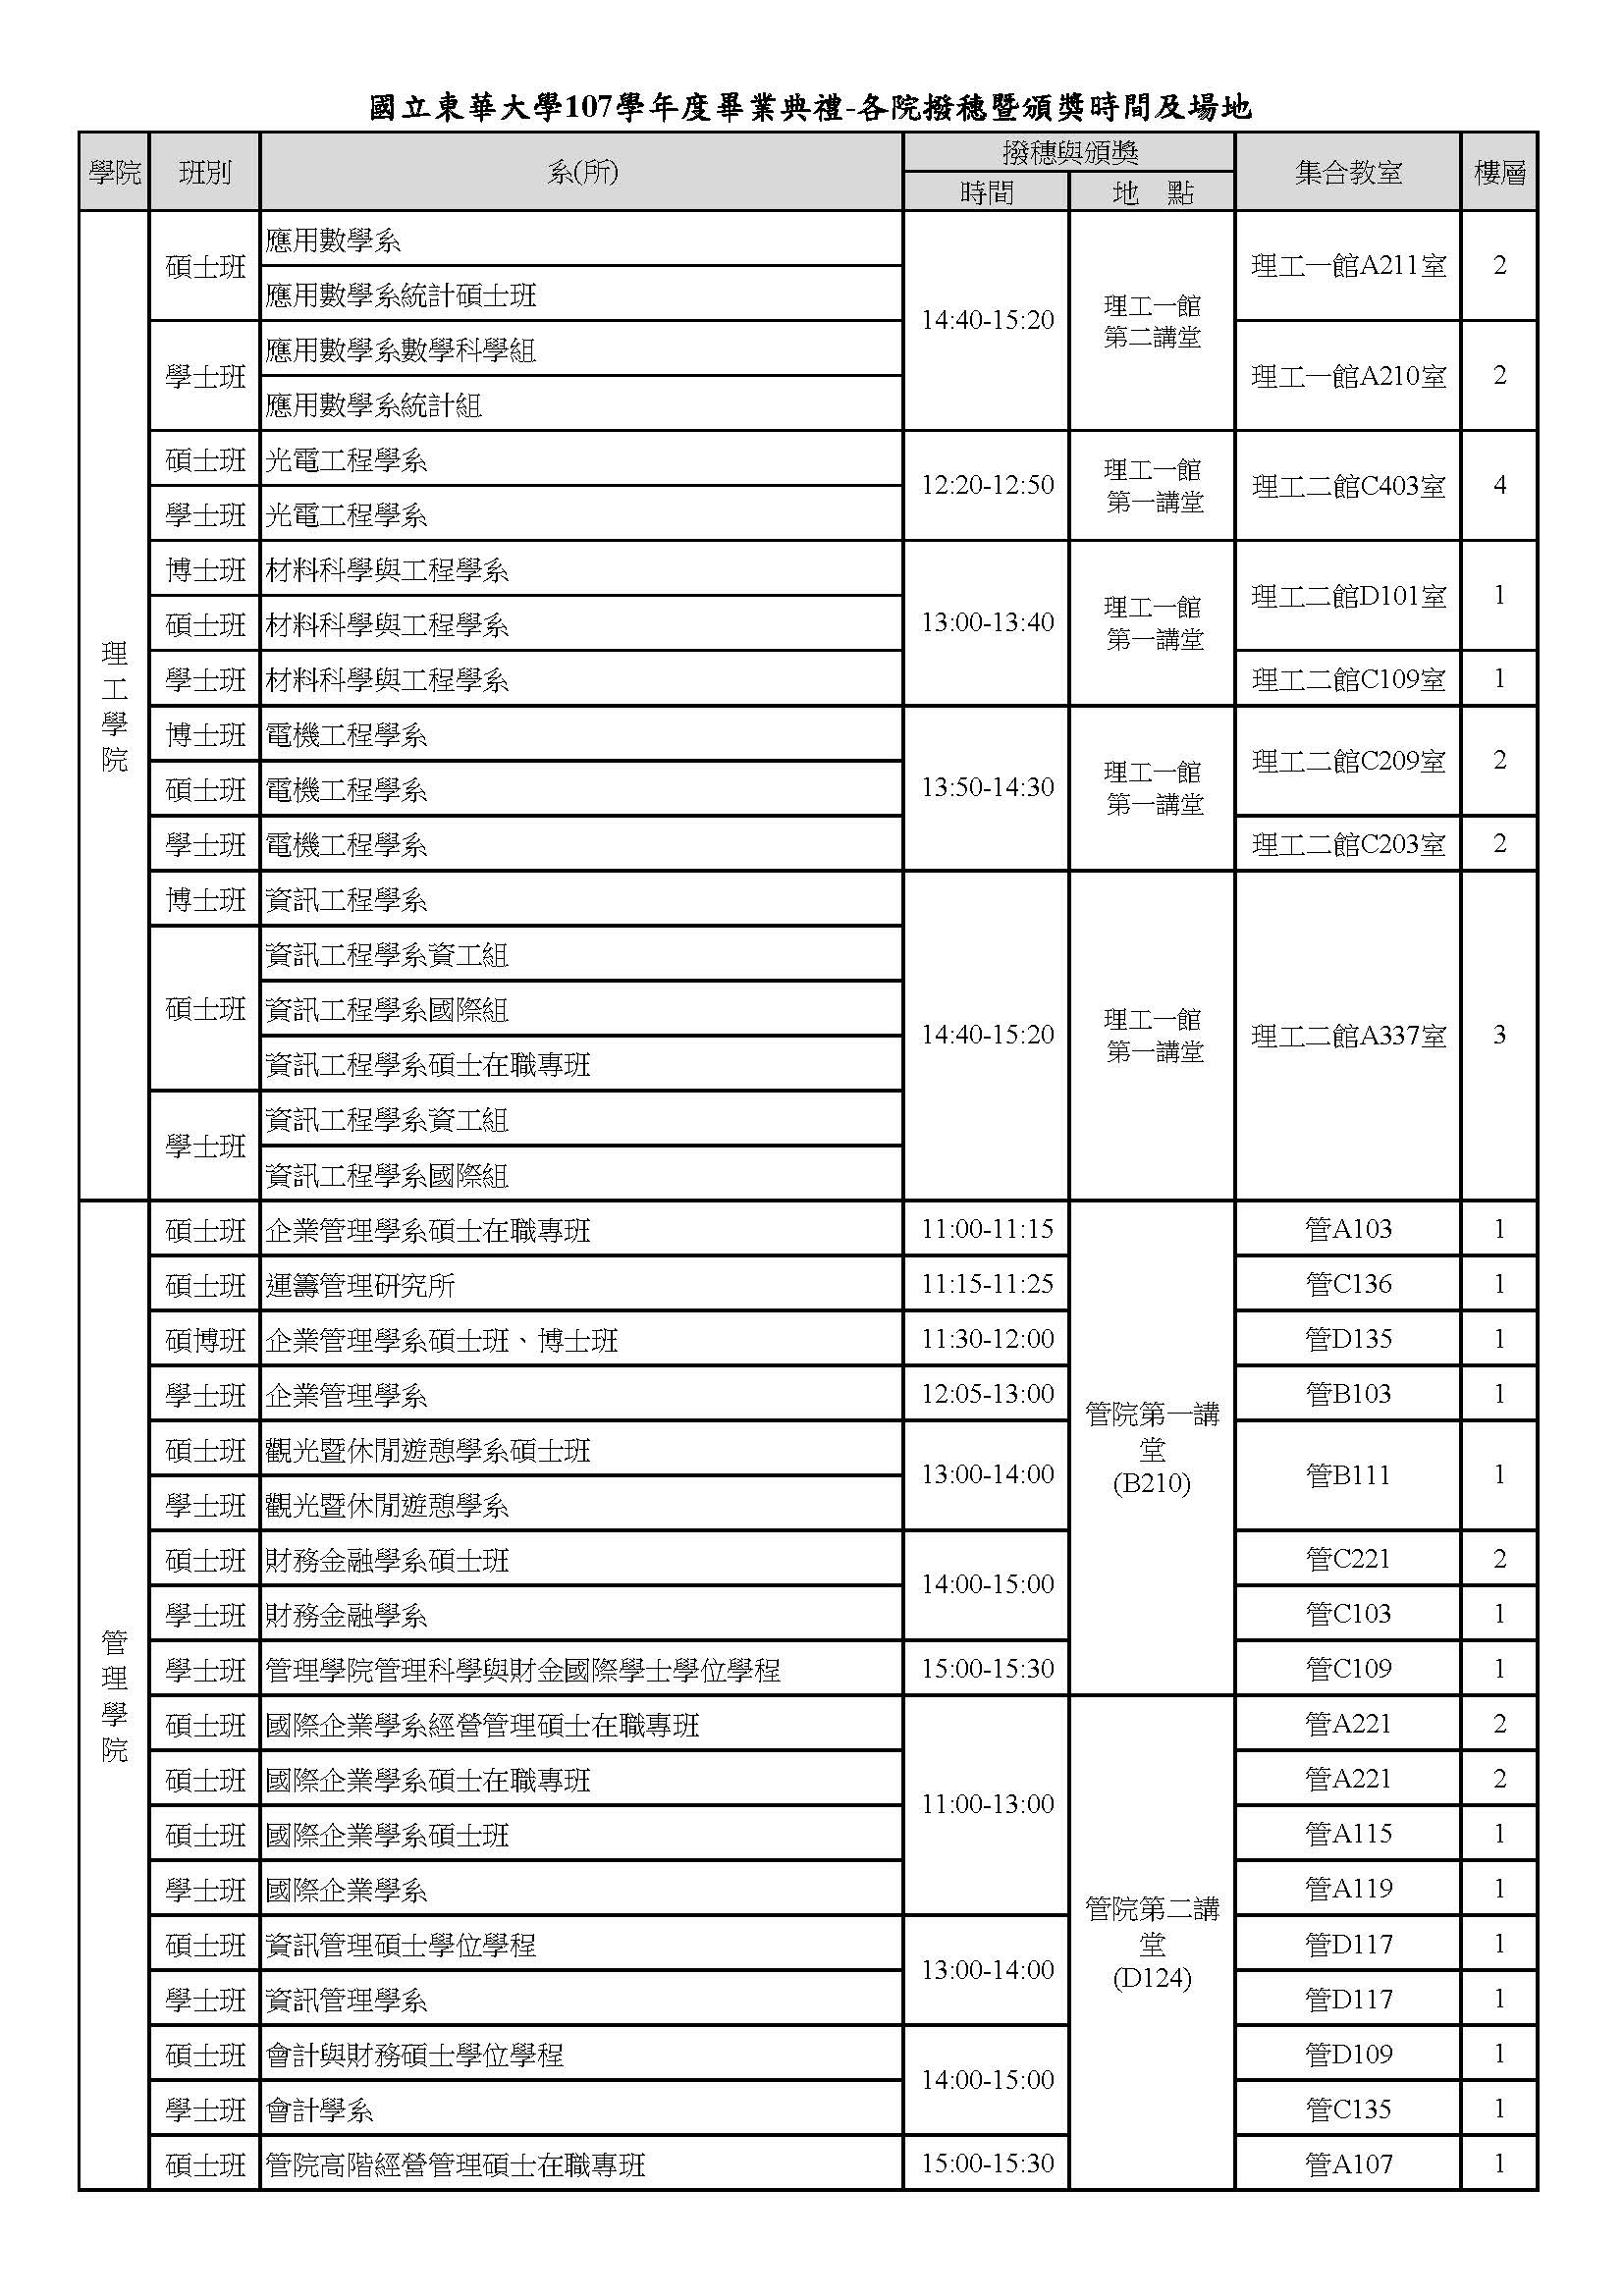 國立東華大學107學年度畢業典禮-各院撥穗暨頒獎時間及場地
學院 班別 系(所) 撥穗與頒獎 集合教室 樓層
時間 地 點
理工學院
碩士班 應用數學系 14:40-15:20 理工一館 第二講堂 理工一館A211室 2
應用數學系統計碩士班
學士班 應用數學系數學科學組 理工一館A210室 2
應用數學系統計組
碩士班 光電工程學系 12:20-12:50 理工一館 第一講堂 理工二館C403室 4
學士班 光電工程學系
博士班 材料科學與工程學系 13:00-13:40 理工一館 第一講堂 理工二館D101室 1
碩士班 材料科學與工程學系
學士班 材料科學與工程學系 理工二館C109室 1
博士班 電機工程學系 13:50-14:30 理工一館 第一講堂 理工二館C209室 2
碩士班 電機工程學系
學士班 電機工程學系 理工二館C203室 2
博士班 資訊工程學系 14:40-15:20 理工一館 第一講堂 理工二館A337室 3
碩士班 資訊工程學系資工組
資訊工程學系國際組
資訊工程學系碩士在職專班
學士班 資訊工程學系資工組
資訊工程學系國際組
管理學院
碩士班 企業管理學系碩士在職專班 11:00-11:15 管院第一講堂 (B210) 管A103 1
碩士班 運籌管理研究所 11:15-11:25 管C136 1
碩博班 企業管理學系碩士班、博士班 11:30-12:00 管D135 1
學士班 企業管理學系 12:05-13:00 管B103 1
碩士班 觀光暨休閒遊憩學系碩士班 13:00-14:00 管B111 1
學士班 觀光暨休閒遊憩學系
碩士班 財務金融學系碩士班 14:00-15:00 管C221 2
學士班 財務金融學系 管C103 1
學士班 管理學院管理科學與財金國際學士學位學程 15:00-15:30 管C109 1
碩士班 國際企業學系經營管理碩士在職專班 11:00-13:00 管院第二講堂 (D124) 管A221 2
碩士班 國際企業學系碩士在職專班 管A221 2
碩士班 國際企業學系碩士班 管A115 1
學士班 國際企業學系 管A119 1
碩士班 資訊管理碩士學位學程 13:00-14:00 管D117 1
學士班 資訊管理學系 管D117 1
碩士班 會計與財務碩士學位學程 14:00-15:00 管D109 1
學士班 會計學系 管C135 1
碩士班 管院高階經營管理碩士在職專班 15:00-15:30 管A107 1